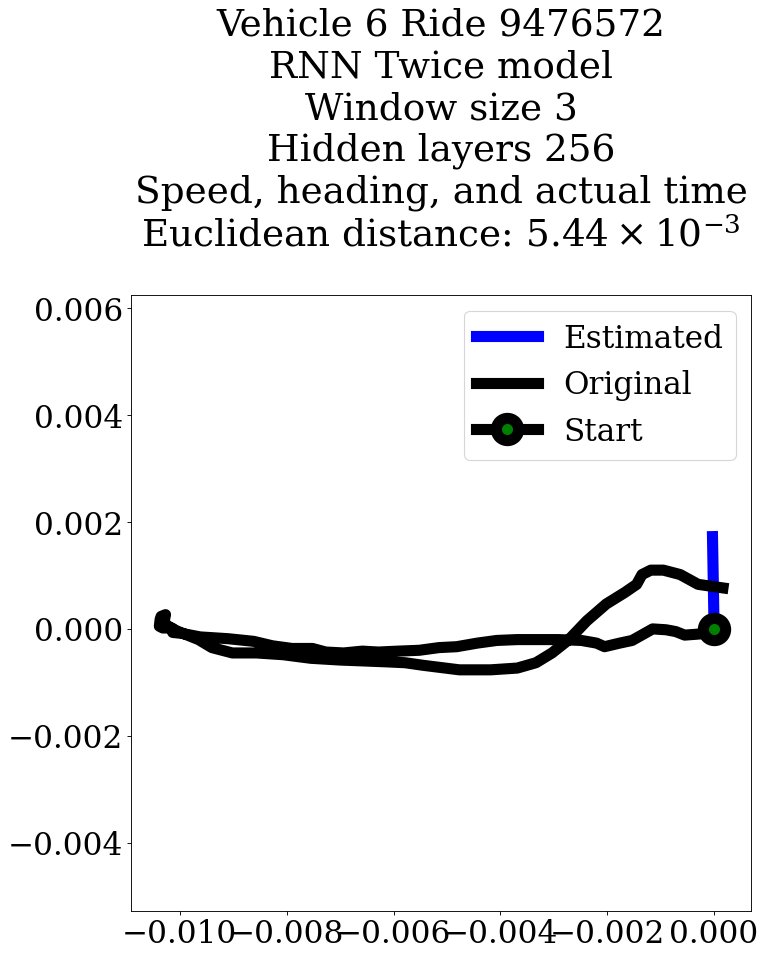 Vehicle 6 Ride 9476572
RNN Twice model
Window size 3
Hidden layers 256
Speed, heading, and actual time
Euclidean distance: 5.44 × 10⁻³
Estimated
Original
Start
0.006
0.004
0.002
0.000
−0.002
−0.004
−0.010 −0.008 −0.006 −0.004 −0.002 0.000